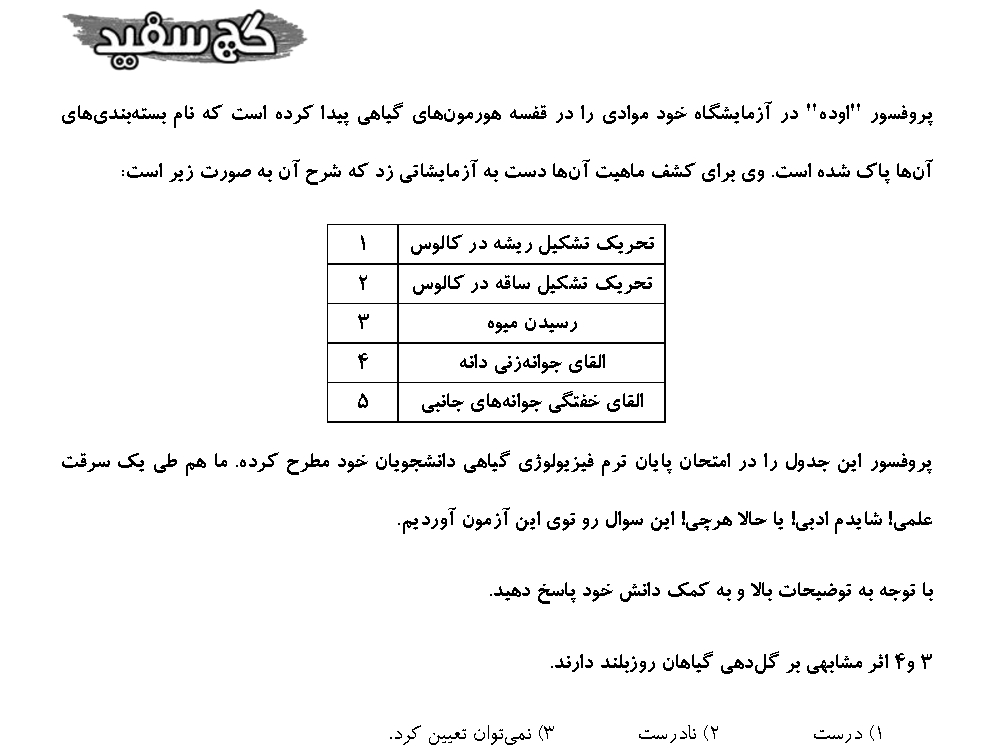 گچ سفید
پروفسور "اوده" در آزمایشگاه خود موادی را در قفسه هورمون‌های گیاهی پیدا کرده است که نام بسته‌بندی‌های
آن‌ها پاک شده است. وی برای کشف ماهیت آن‌ها دست به آزمایشاتی زد که شرح آن به صورت زیر است:
تحریک تشکیل ریشه در کالوس ۱
تحریک تشکیل ساقه در کالوس ۲
رسیدن میوه ۳
القای جوانه‌زنی دانه ۴
القای خفتگی جوانه‌های جانبی ۵
پروفسور این جدول را در امتحان پایان ترم فیزیولوژی گیاهی دانشجویان خود مطرح کرده. ما هم طی یک سرقت
علمی! شایدم ادبی! یا حالا هرچی! این سوال رو توی این آزمون آوردیم.
با توجه به توضیحات بالا و به کمک دانش خود پاسخ دهید.
۳ و۴ اثر مشابهی بر گل‌دهی گیاهان روزبلند دارند.
۱) درست ۲) نادرست ۳) نمی‌توان تعیین کرد.